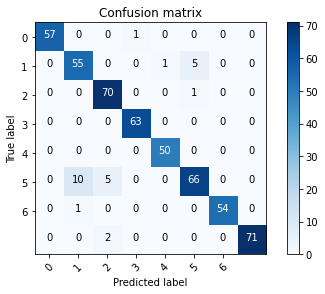 Confusion matrix
0 57 0 0 1 0 0 0 0
1 0 55 0 0 1 5 0 0
2 0 0 70 0 0 1 0 0
3 0 0 0 63 0 0 0 0
4 0 0 0 0 50 0 0 0
5 0 10 5 0 0 66 0 0
6 0 1 0 0 0 0 54 0
0 0 2 0 0 0 0 71
True label
0 1 2 3 4 5 6
Predicted label
70
60
50
40
30
20
10
0